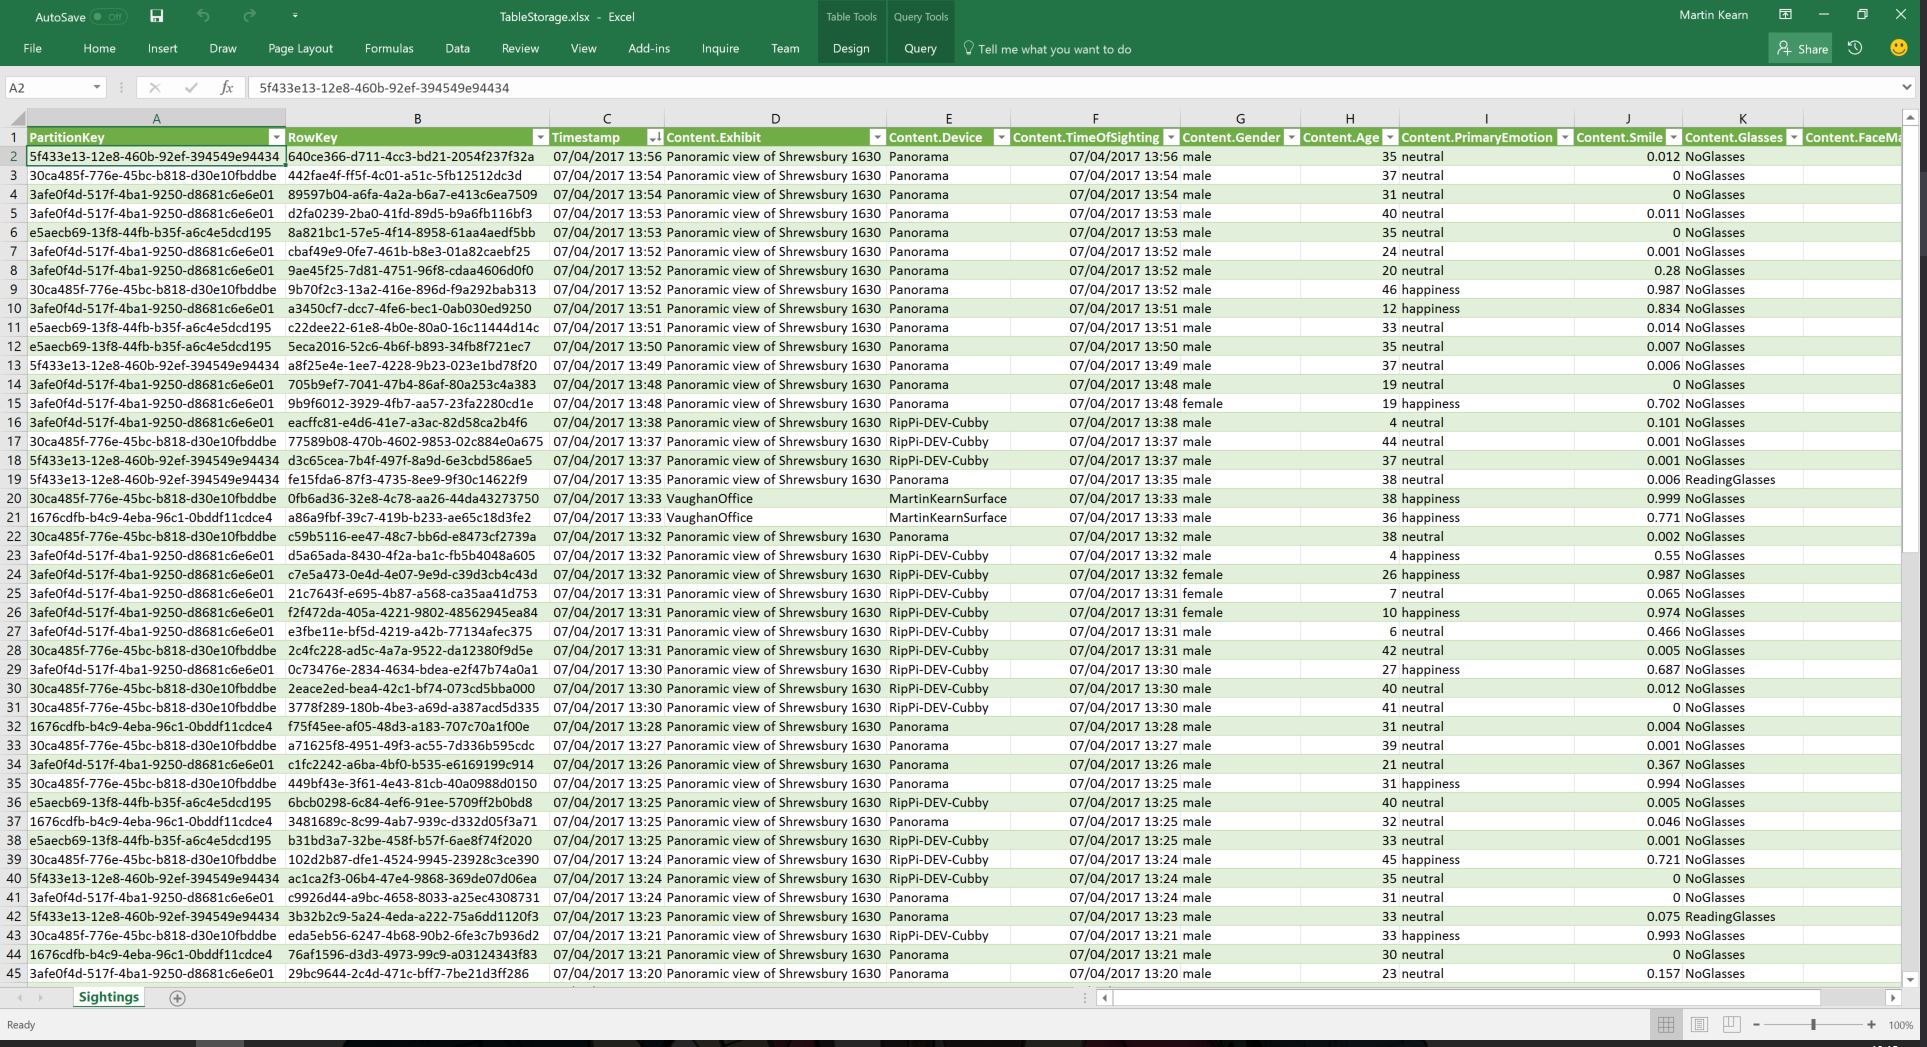 AutoSave Off TableStorage.xlsx - Excel Table Tools Query Tools Martin Kearn
File Home Insert Draw Page Layout Formulas Data Review View Add-ins Inquire Team Design Query Tell me what you want to do Share
A2 fx 5f433e13-12e8-460b-92ef-394549e94434
A B C D E F G H I J K
1 PartitionKey RowKey Timestamp Content.Exhibit Content.Device Content.TimeOfSighting Content.Gender Content.Age Content.PrimaryEmotion Content.Smile Content.Glasses Content.FaceMa
2 5f433e13-12e8-460b-92ef-394549e94434 640ce366-d711-4cc3-bd21-2054f237f32a 07/04/2017 13:56 Panoramic view of Shrewsbury 1630 Panorama 07/04/2017 13:56 male 35 neutral 0.012 NoGlasses
3 30ca485f-776e-45bc-b818-d30e10fbddbe 442fae4f-ff5f-4c01-a51c-5fb12512dc3d 07/04/2017 13:54 Panoramic view of Shrewsbury 1630 Panorama 07/04/2017 13:54 male 37 neutral 0 NoGlasses
4 3afe0f4d-517f-4ba1-9250-d8681c6e6e01 89597b04-a6fa-4a2a-b6a7-e413c6ea7509 07/04/2017 13:54 Panoramic view of Shrewsbury 1630 Panorama 07/04/2017 13:54 male 31 neutral 0 NoGlasses
5 3afe0f4d-517f-4ba1-9250-d8681c6e6e01 d2fa0239-2ba0-41fd-89d5-b9a6fb116bf3 07/04/2017 13:53 Panoramic view of Shrewsbury 1630 Panorama 07/04/2017 13:53 male 40 neutral 0.011 NoGlasses
6 e5aecb69-13f8-44fb-b35f-a6c4e5dcd195 8a821bc1-57e5-4f14-8958-61aa4aedf5bb 07/04/2017 13:53 Panoramic view of Shrewsbury 1630 Panorama 07/04/2017 13:53 male 35 neutral 0 NoGlasses
7 3afe0f4d-517f-4ba1-9250-d8681c6e6e01 cbaf49e9-0fe7-461b-b8e3-01a82caebf25 07/04/2017 13:52 Panoramic view of Shrewsbury 1630 Panorama 07/04/2017 13:52 male 24 neutral 0.001 NoGlasses
8 3afe0f4d-517f-4ba1-9250-d8681c6e6e01 9ae45f25-7d81-4751-96f8-cdaa4606d0f0 07/04/2017 13:52 Panoramic view of Shrewsbury 1630 Panorama 07/04/2017 13:52 male 20 neutral 0.28 NoGlasses
9 30ca485f-776e-45bc-b818-d30e10fbddbe 9b70f2c3-13a2-416e-896d-f9a292bab313 07/04/2017 13:52 Panoramic view of Shrewsbury 1630 Panorama 07/04/2017 13:52 male 46 happiness 0.987 NoGlasses
10 3afe0f4d-517f-4ba1-9250-d8681c6e6e01 a3450cf7-dcc7-4fe6-bec1-0ab030ed9250 07/04/2017 13:51 Panoramic view of Shrewsbury 1630 Panorama 07/04/2017 13:51 male 12 happiness 0.834 NoGlasses
11 e5aecb69-13f8-44fb-b35f-a6c4e5dcd195 c22dee22-61e8-4b0e-80a0-16c11444d14c 07/04/2017 13:51 Panoramic view of Shrewsbury 1630 Panorama 07/04/2017 13:51 male 33 neutral 0.014 NoGlasses
12 e5aecb69-13f8-44fb-b35f-a6c4e5dcd195 5eca2016-52c6-4b6f-b893-34fb8f721ec7 07/04/2017 13:50 Panoramic view of Shrewsbury 1630 Panorama 07/04/2017 13:50 male 35 neutral 0.007 NoGlasses
13 5f433e13-12e8-460b-92ef-394549e94434 a8f25e4e-1ee7-4228-9b23-023e1bd78f20 07/04/2017 13:49 Panoramic view of Shrewsbury 1630 Panorama 07/04/2017 13:49 male 37 neutral 0.006 NoGlasses
14 3afe0f4d-517f-4ba1-9250-d8681c6e6e01 705b9ef7-7041-47b4-86af-80a253c4a383 07/04/2017 13:48 Panoramic view of Shrewsbury 1630 Panorama 07/04/2017 13:48 male 19 neutral 0 NoGlasses
15 3afe0f4d-517f-4ba1-9250-d8681c6e6e01 9b9f6012-3929-4fb7-aa57-23fa2280cd1e 07/04/2017 13:48 Panoramic view of Shrewsbury 1630 Panorama 07/04/2017 13:48 female 19 happiness 0.702 NoGlasses
16 3afe0f4d-517f-4ba1-9250-d8681c6e6e01 eacffc81-e4d6-41e7-a3ac-82d58ca2b4f6 07/04/2017 13:38 Panoramic view of Shrewsbury 1630 RipPi-DEV-Cubby 07/04/2017 13:38 male 4 neutral 0.101 NoGlasses
17 30ca485f-776e-45bc-b818-d30e10fbddbe 77589b08-470b-4602-9853-02c884e0a675 07/04/2017 13:37 Panoramic view of Shrewsbury 1630 RipPi-DEV-Cubby 07/04/2017 13:37 male 44 neutral 0.001 NoGlasses
18 5f433e13-12e8-460b-92ef-394549e94434 d3c65cea-7b4f-497f-8a9d-6e3cbd586ae5 07/04/2017 13:37 Panoramic view of Shrewsbury 1630 RipPi-DEV-Cubby 07/04/2017 13:37 male 37 neutral 0.001 NoGlasses
19 5f433e13-12e8-460b-92ef-394549e94434 fe15fda6-87f3-4735-8ee9-9f30c14622f9 07/04/2017 13:35 Panoramic view of Shrewsbury 1630 Panorama 07/04/2017 13:35 male 38 neutral 0.006 ReadingGlasses
20 30ca485f-776e-45bc-b818-d30e10fbddbe 0fb6ad36-32e8-4c78-aa26-44da43273750 07/04/2017 13:33 VaughanOffice MartinKearnSurface 07/04/2017 13:33 male 38 happiness 0.999 NoGlasses
21 1676cdfb-b4c9-4eba-96c1-0bddf11cdce4 a86a9fbf-39c7-419b-b233-ae65c18d3fe2 07/04/2017 13:33 VaughanOffice MartinKearnSurface 07/04/2017 13:33 male 36 happiness 0.771 NoGlasses
22 30ca485f-776e-45bc-b818-d30e10fbddbe c59b5116-ee47-48c7-bb6d-e8473cf2739a 07/04/2017 13:32 Panoramic view of Shrewsbury 1630 Panorama 07/04/2017 13:32 male 38 neutral 0.002 NoGlasses
23 3afe0f4d-517f-4ba1-9250-d8681c6e6e01 d5a65ada-8430-4f2a-ba1c-fb5b4048a605 07/04/2017 13:32 Panoramic view of Shrewsbury 1630 RipPi-DEV-Cubby 07/04/2017 13:32 male 4 happiness 0.55 NoGlasses
24 3afe0f4d-517f-4ba1-9250-d8681c6e6e01 c7e5a473-0e4d-4e07-9e9d-c39d3cb4c43d 07/04/2017 13:32 Panoramic view of Shrewsbury 1630 RipPi-DEV-Cubby 07/04/2017 13:32 female 26 happiness 0.987 NoGlasses
25 3afe0f4d-517f-4ba1-9250-d8681c6e6e01 21c7643f-e695-4b87-a568-ca35aa41d753 07/04/2017 13:31 Panoramic view of Shrewsbury 1630 RipPi-DEV-Cubby 07/04/2017 13:31 female 7 neutral 0.065 NoGlasses
26 3afe0f4d-517f-4ba1-9250-d8681c6e6e01 f2f472da-405a-4221-9802-48562945ea84 07/04/2017 13:31 Panoramic view of Shrewsbury 1630 RipPi-DEV-Cubby 07/04/2017 13:31 female 10 happiness 0.974 NoGlasses
27 3afe0f4d-517f-4ba1-9250-d8681c6e6e01 e3fbe11e-bf5d-4219-a42b-77134afec375 07/04/2017 13:31 Panoramic view of Shrewsbury 1630 RipPi-DEV-Cubby 07/04/2017 13:31 male 6 neutral 0.466 NoGlasses
28 30ca485f-776e-45bc-b818-d30e10fbddbe 2c4fc228-ad5c-4a7a-9522-da12380f9d5e 07/04/2017 13:31 Panoramic view of Shrewsbury 1630 RipPi-DEV-Cubby 07/04/2017 13:31 male 42 neutral 0.005 NoGlasses
29 3afe0f4d-517f-4ba1-9250-d8681c6e6e01 0c73476e-2834-4634-bdea-e2f47b74a0a1 07/04/2017 13:30 Panoramic view of Shrewsbury 1630 RipPi-DEV-Cubby 07/04/2017 13:30 male 27 happiness 0.687 NoGlasses
30 30ca485f-776e-45bc-b818-d30e10fbddbe 2eace2ed-bea4-42c1-bf74-073cd5bba000 07/04/2017 13:30 Panoramic view of Shrewsbury 1630 RipPi-DEV-Cubby 07/04/2017 13:30 male 40 neutral 0.012 NoGlasses
31 30ca485f-776e-45bc-b818-d30e10fbddbe 3778f289-180b-4be3-a69d-a387acd5d335 07/04/2017 13:30 Panoramic view of Shrewsbury 1630 RipPi-DEV-Cubby 07/04/2017 13:30 male 41 neutral 0 NoGlasses
32 1676cdfb-b4c9-4eba-96c1-0bddf11cdce4 f75f45ee-af05-48d3-a183-707c70a1f00e 07/04/2017 13:28 Panoramic view of Shrewsbury 1630 Panorama 07/04/2017 13:28 male 31 neutral 0.004 NoGlasses
33 30ca485f-776e-45bc-b818-d30e10fbddbe a71625f8-4951-49f3-ac55-7d336b595cdc 07/04/2017 13:27 Panoramic view of Shrewsbury 1630 Panorama 07/04/2017 13:27 male 39 neutral 0.001 NoGlasses
34 3afe0f4d-517f-4ba1-9250-d8681c6e6e01 c1fc2242-a6ba-4bf0-b535-e6169199c914 07/04/2017 13:26 Panoramic view of Shrewsbury 1630 Panorama 07/04/2017 13:26 male 21 neutral 0.367 NoGlasses
35 30ca485f-776e-45bc-b818-d30e10fbddbe 449bf43e-3f61-4e43-81cb-40a0988d0150 07/04/2017 13:25 Panoramic view of Shrewsbury 1630 Panorama 07/04/2017 13:25 male 31 happiness 0.994 NoGlasses
36 e5aecb69-13f8-44fb-b35f-a6c4e5dcd195 6bcb0298-6c84-4ef6-91ee-5709ff2b0bd8 07/04/2017 13:25 Panoramic view of Shrewsbury 1630 RipPi-DEV-Cubby 07/04/2017 13:25 male 40 neutral 0.005 NoGlasses
37 1676cdfb-b4c9-4eba-96c1-0bddf11cdce4 3481689c-8c99-4ab7-939c-d332d05f3a71 07/04/2017 13:25 Panoramic view of Shrewsbury 1630 Panorama 07/04/2017 13:25 male 32 neutral 0.046 NoGlasses
38 e5aecb69-13f8-44fb-b35f-a6c4e5dcd195 b31bd3a7-32be-458f-b57f-6ae8f74f2020 07/04/2017 13:25 Panoramic view of Shrewsbury 1630 RipPi-DEV-Cubby 07/04/2017 13:25 male 33 neutral 0.001 NoGlasses
39 30ca485f-776e-45bc-b818-d30e10fbddbe 102d2b87-dfe1-4524-9945-23928c3ce390 07/04/2017 13:24 Panoramic view of Shrewsbury 1630 RipPi-DEV-Cubby 07/04/2017 13:24 male 45 happiness 0.721 NoGlasses
40 5f433e13-12e8-460b-92ef-394549e94434 ac1ca2f3-06b4-47e4-9868-369de07d06ea 07/04/2017 13:24 Panoramic view of Shrewsbury 1630 RipPi-DEV-Cubby 07/04/2017 13:24 male 35 neutral 0 NoGlasses
41 3afe0f4d-517f-4ba1-9250-d8681c6e6e01 c9926d44-a9bc-4658-8033-a25ec4308731 07/04/2017 13:24 Panoramic view of Shrewsbury 1630 Panorama 07/04/2017 13:24 male 31 neutral 0 NoGlasses
42 5f433e13-12e8-460b-92ef-394549e94434 3b32b2c9-5a24-4eda-a222-75a6dd1120f3 07/04/2017 13:23 Panoramic view of Shrewsbury 1630 Panorama 07/04/2017 13:23 male 33 neutral 0.075 ReadingGlasses
43 30ca485f-776e-45bc-b818-d30e10fbddbe eda5eb56-6247-4b68-90b2-6fe3c7b936d2 07/04/2017 13:21 Panoramic view of Shrewsbury 1630 RipPi-DEV-Cubby 07/04/2017 13:21 male 33 happiness 0.993 NoGlasses
44 1676cdfb-b4c9-4eba-96c1-0bddf11cdce4 76af1596-d3d3-4973-99c9-a03124343f83 07/04/2017 13:21 Panoramic view of Shrewsbury 1630 Panorama 07/04/2017 13:21 male 30 neutral 0 NoGlasses
45 3afe0f4d-517f-4ba1-9250-d8681c6e6e01 29bc9644-2c4d-471c-bff7-7be21d3ff286 07/04/2017 13:20 Panoramic view of Shrewsbury 1630 Panorama 07/04/2017 13:20 male 23 neutral 0.157 NoGlasses
Sightings
Ready 100%